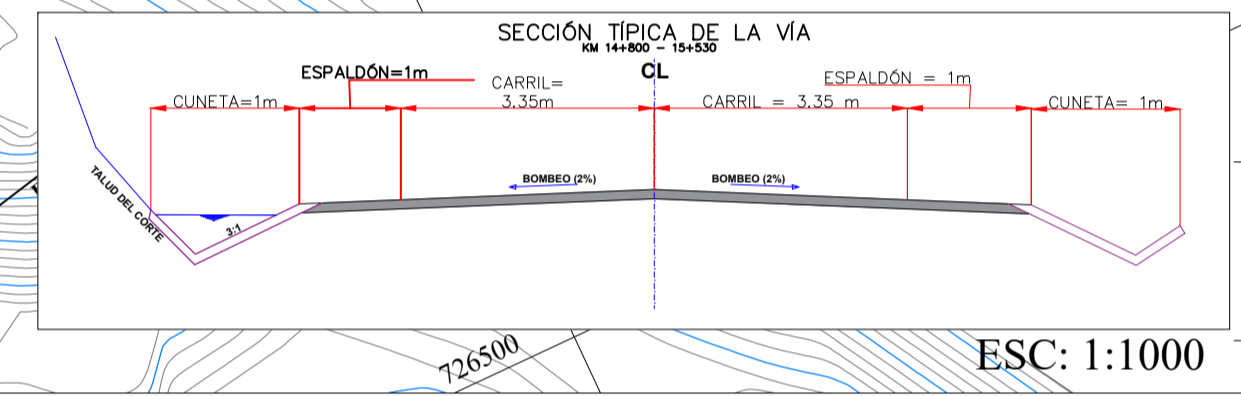 SECCIÓN TÍPICA DE LA VÍA
KM 14+800 - 15+530
CL
ESPALDÓN=1m
CARRIL=
3.35m
ESPALDÓN = 1m
CUNETA=1m
CARRIL = 3.35 m
CUNETA= 1m
BOMBEO (2%)
BOMBEO (2%)
TALUD DEL CORTE
3:1
726500
ESC: 1:1000